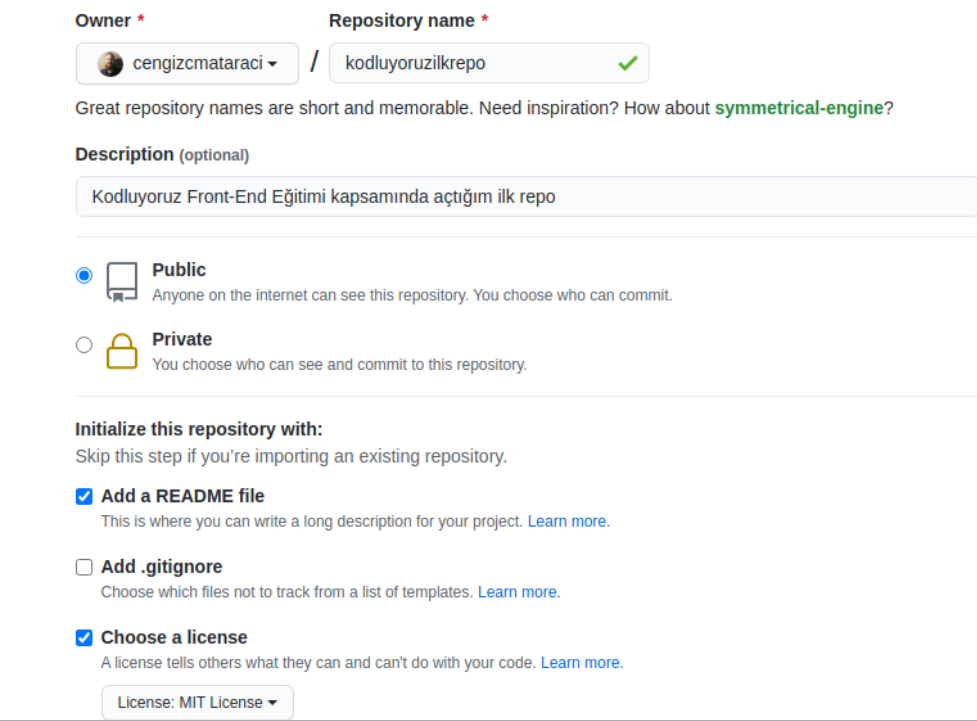 Owner * Repository name *
cengizcmataraci / kodluyoruzilkrepo
Great repository names are short and memorable. Need inspiration? How about symmetrical-engine?
Description (optional)
Kodluyoruz Front-End Eğitimi kapsamında açtığım ilk repo
Public
Anyone on the internet can see this repository. You choose who can commit.
Private
You choose who can see and commit to this repository.
Initialize this repository with:
Skip this step if you’re importing an existing repository.
Add a README file
This is where you can write a long description for your project. Learn more.
Add .gitignore
Choose which files not to track from a list of templates. Learn more.
Choose a license
A license tells others what they can and can't do with your code. Learn more.
License: MIT License